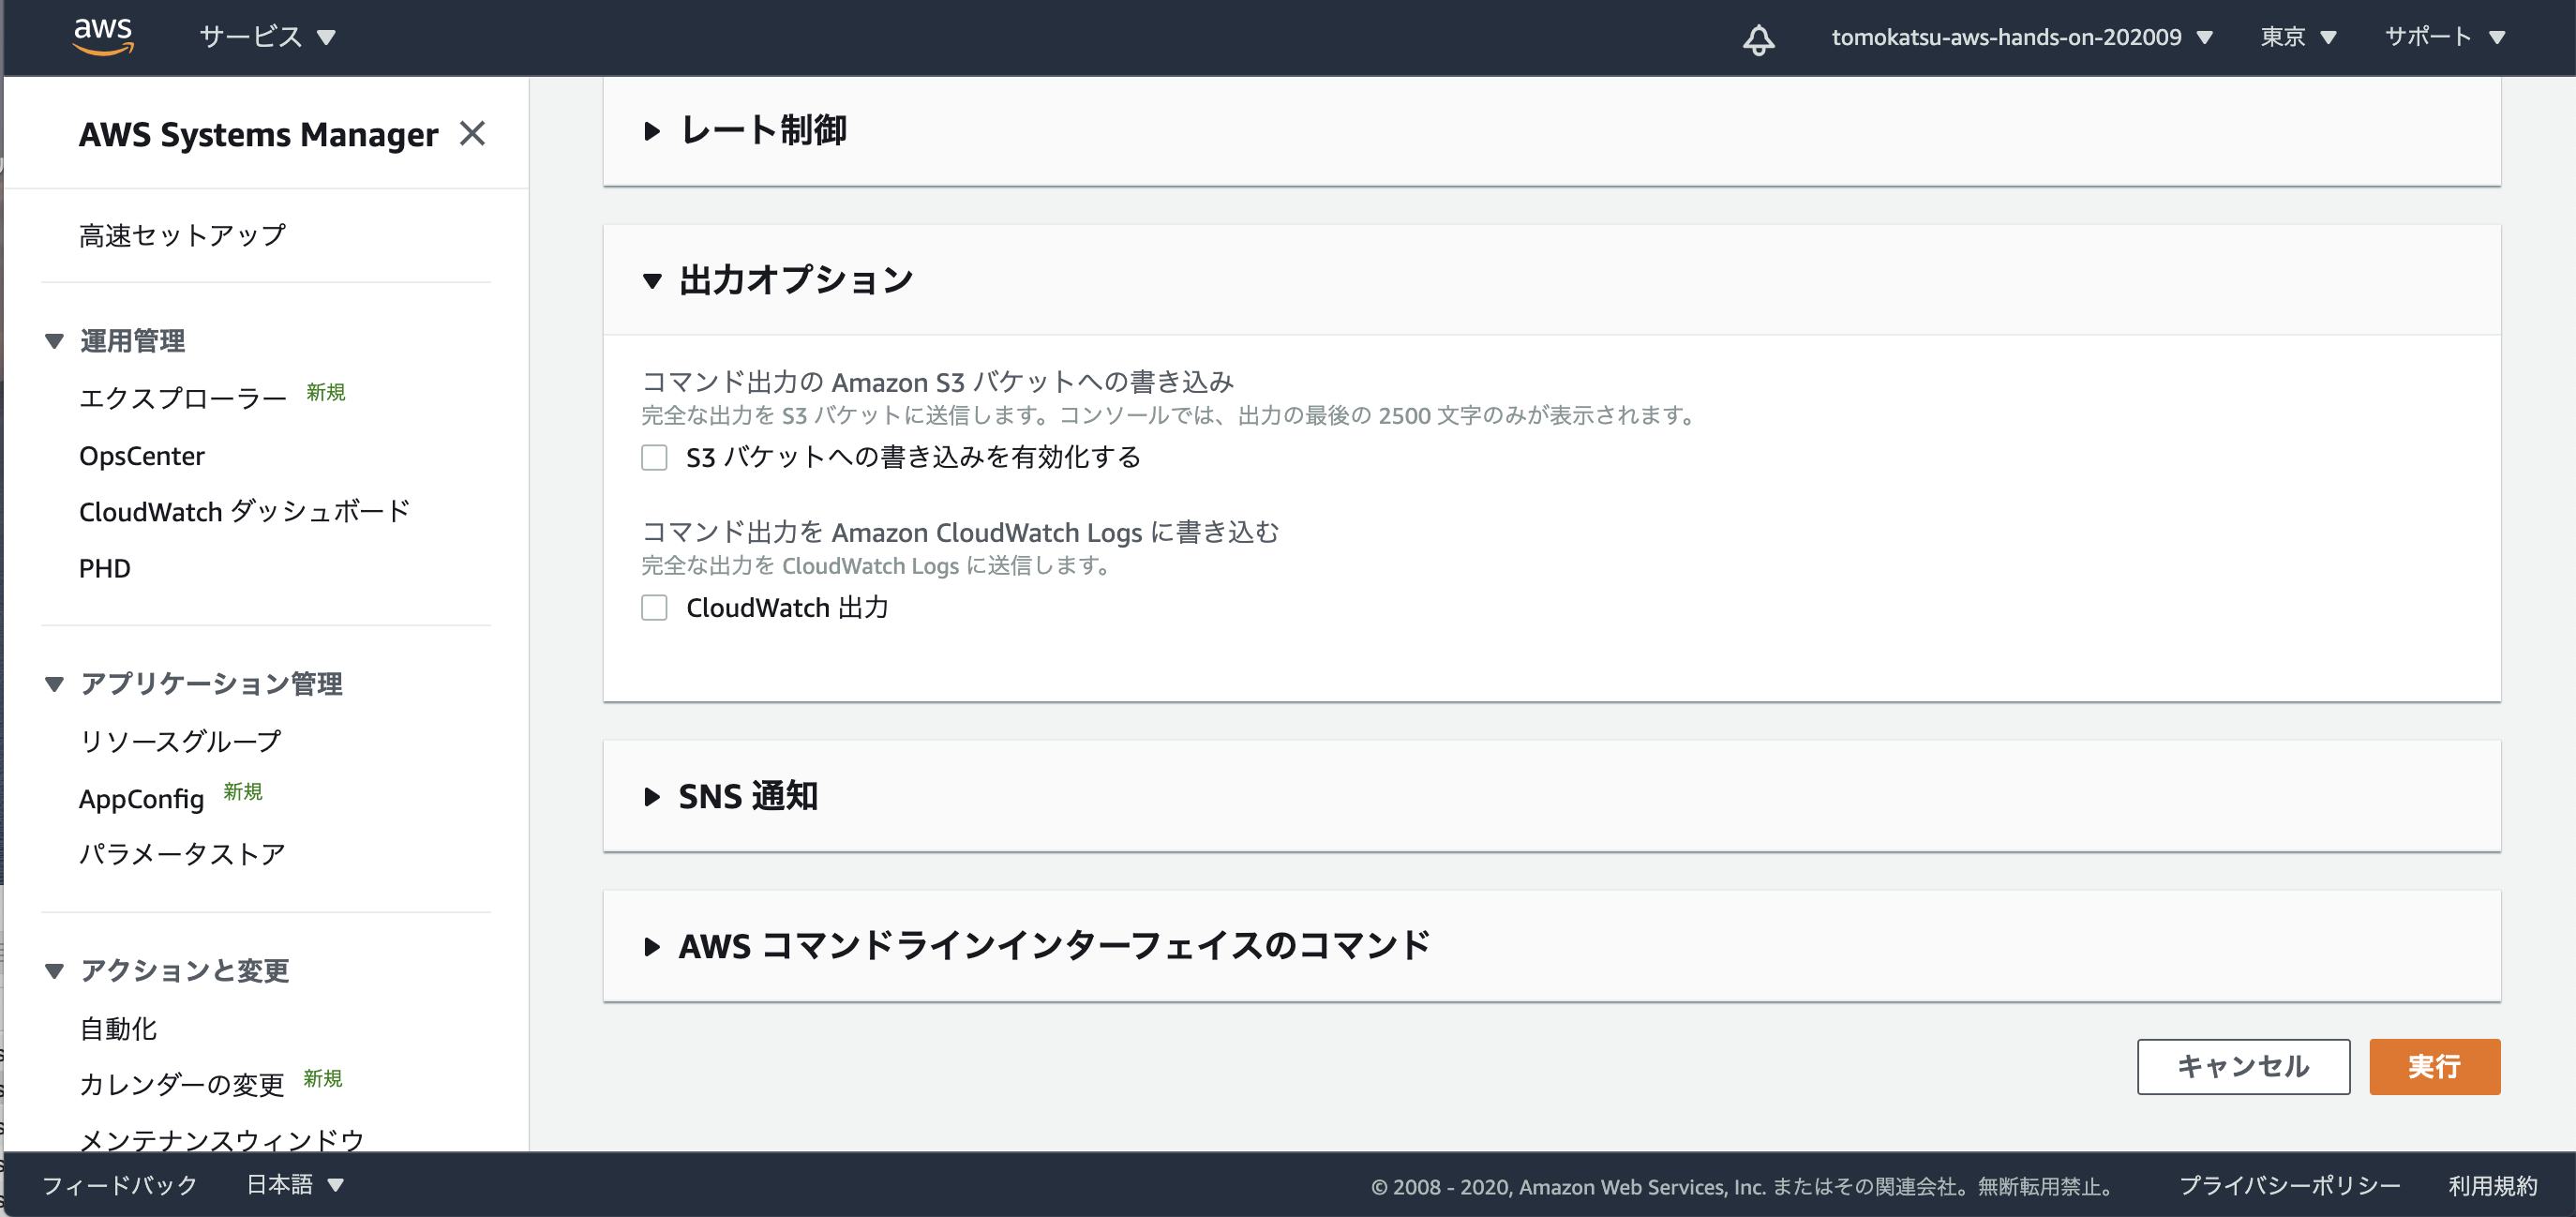 aws
サービス
tomokatsu-aws-hands-on-202009
東京
サポート
AWS Systems Manager
高速セットアップ
運用管理
エクスプローラー 新規
OpsCenter
CloudWatch ダッシュボード
PHD
アプリケーション管理
リソースグループ
AppConfig 新規
パラメータストア
アクションと変更
自動化
カレンダーの変更 新規
メンテナンスウィンドウ
レート制御
出力オプション
コマンド出力の Amazon S3 バケットへの書き込み
完全な出力を S3 バケットに送信します。コンソールでは、出力の最後の 2500 文字のみが表示されます。
S3 バケットへの書き込みを有効化する
コマンド出力を Amazon CloudWatch Logs に書き込む
完全な出力を CloudWatch Logs に送信します。
CloudWatch 出力
SNS 通知
AWS コマンドラインインターフェイスのコマンド
キャンセル
実行
フィードバック
日本語
© 2008 - 2020, Amazon Web Services, Inc. またはその関連会社。無断転用禁止。
プライバシーポリシー
利用規約